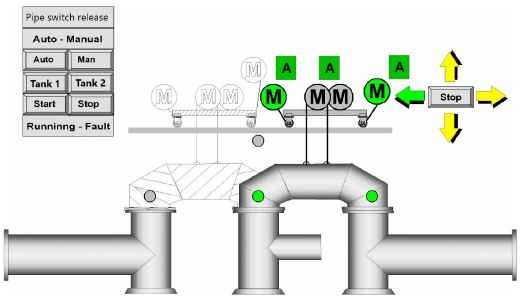 Pipe switch release
Auto - Manual
Auto Man
Tank 1 Tank 2
Start Stop
Runninng - Fault
A A A
M M M M M M M M
Stop